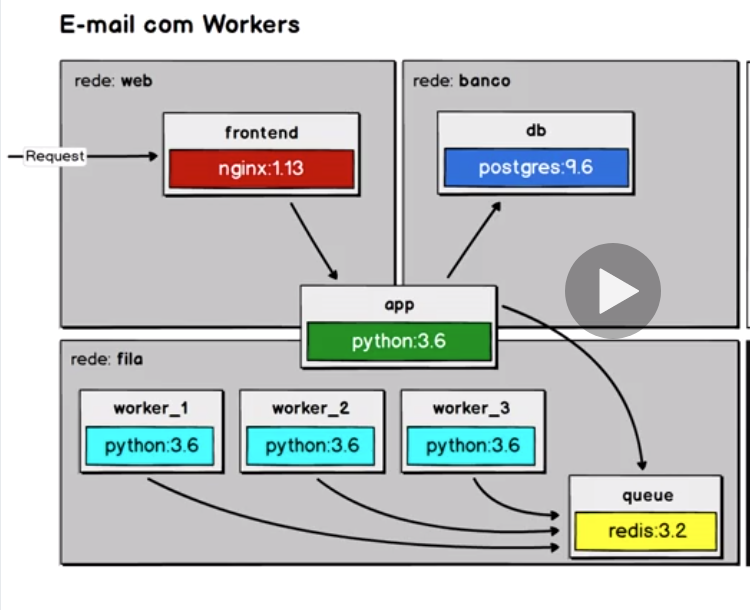 E-mail com Workers
rede: web
rede: banco
frontend
db
Request
nginx:1.13
postgres:9.6
app
python:3.6
rede: fila
worker_1
worker_2
worker_3
python:3.6
python:3.6
python:3.6
queue
redis:3.2